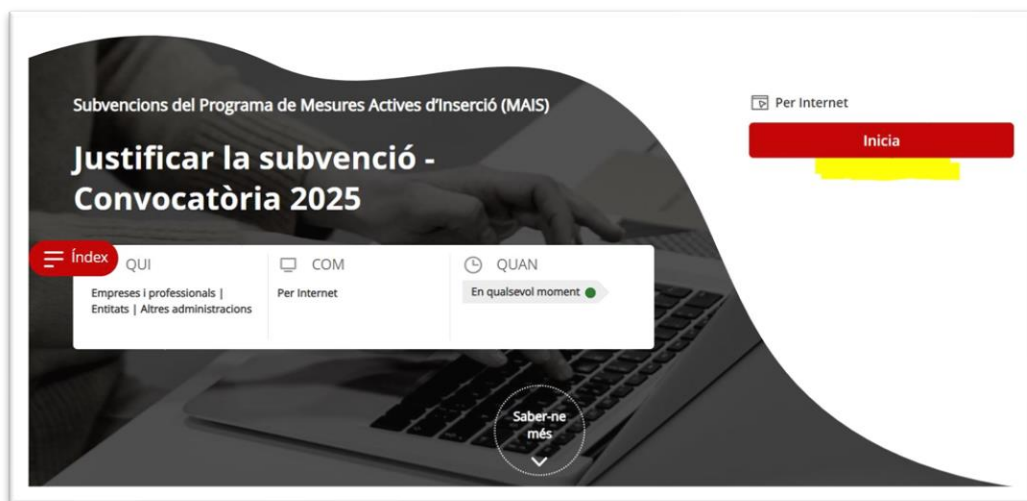 Subvencions del Programa de Mesures Actives d'Inserció (MAIS)
Justificar la subvenció -
Convocatòria 2025
Per Internet
Inicia
Índex
QUI
Empreses i professionals |
Entitats | Altres administracions
COM
Per Internet
QUAN
En qualsevol moment
Saber-ne
més